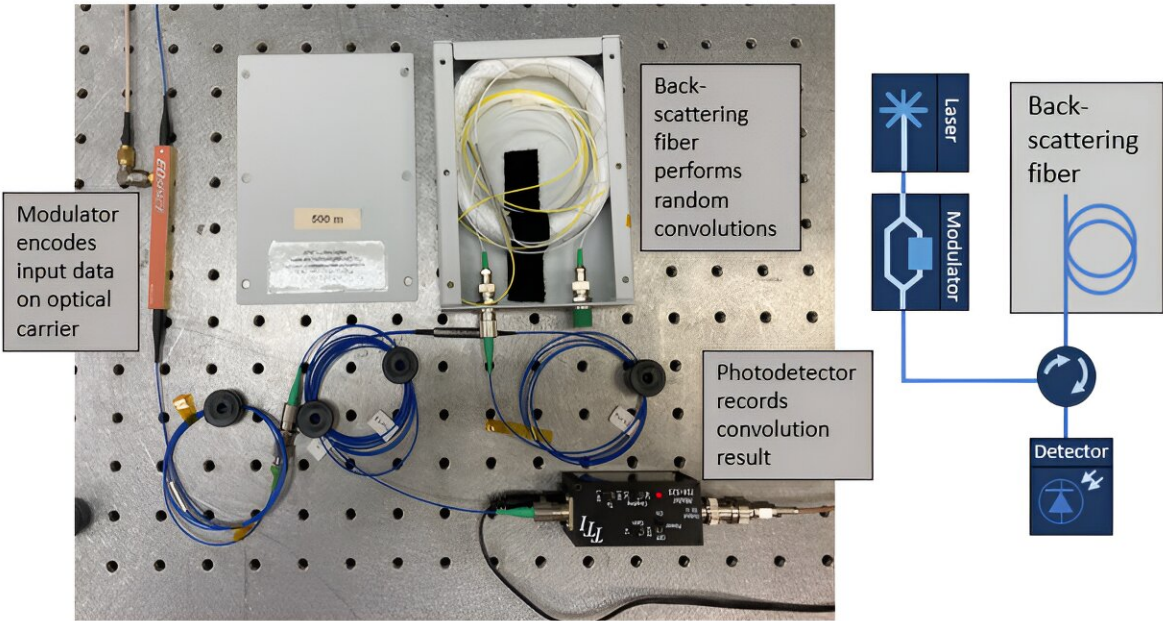 Modulator
encodes
input data
on optical
carrier
500 m
Back-
scattering
fiber
performs
random
convolutions
Photodetector
records
convolution
result
TTI
Laser
Modulator
Back-
scattering
fiber
Detector